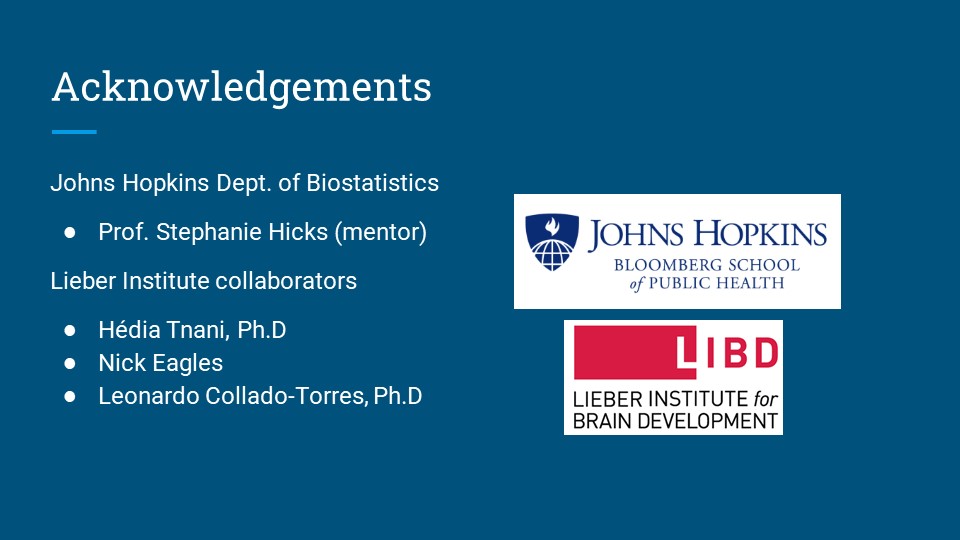 Acknowledgements
Johns Hopkins Dept. of Biostatistics
● Prof. Stephanie Hicks (mentor)
Lieber Institute collaborators
● Hédia Tnani, Ph.D
● Nick Eagles
● Leonardo Collado-Torres, Ph.D
JOHNS HOPKINS
BLOOMBERG SCHOOL
of PUBLIC HEALTH
LIBD
LIEBER INSTITUTE for
BRAIN DEVELOPMENT